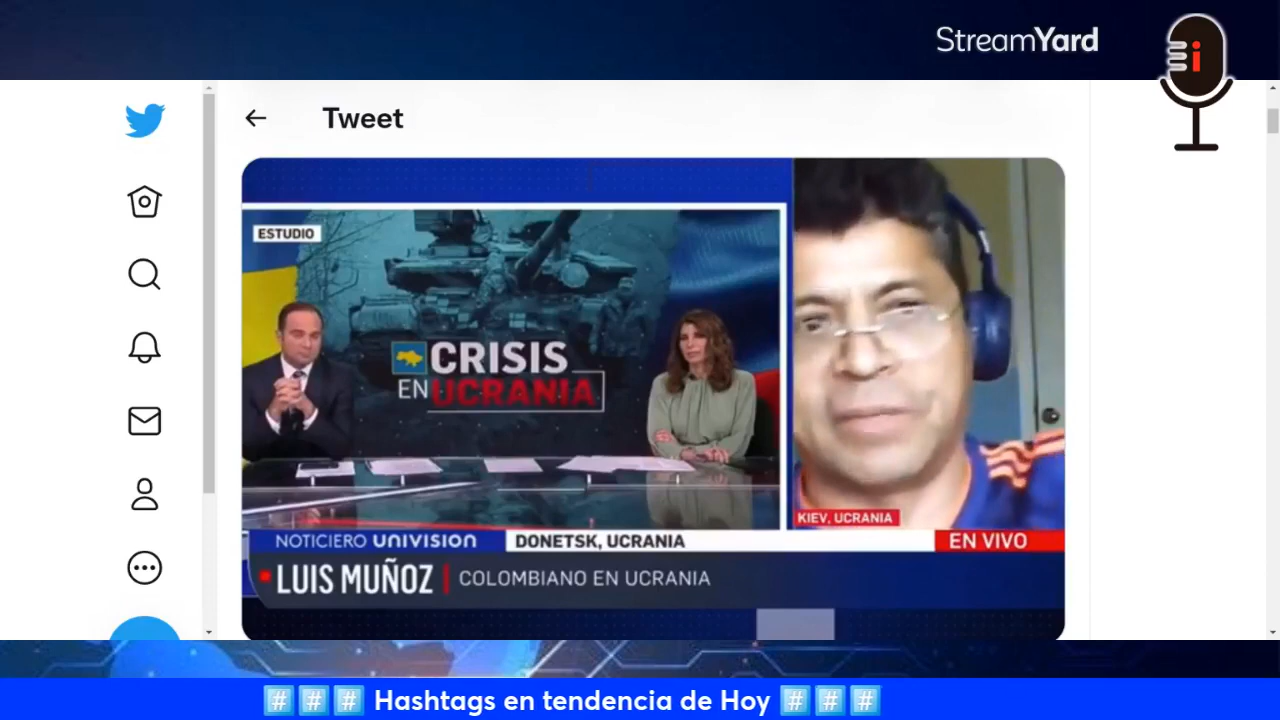 StreamYard
i
Tweet
ESTUDIO
CRISIS
EN UCRANIA
KIEV, UCRANIA
NOTICIERO UNIVISION
DONETSK, UCRANIA
EN VIVO
LUIS MUÑOZ
COLOMBIANO EN UCRANIA
#️⃣#️⃣#️⃣ Hashtags en tendencia de Hoy #️⃣#️⃣#️⃣